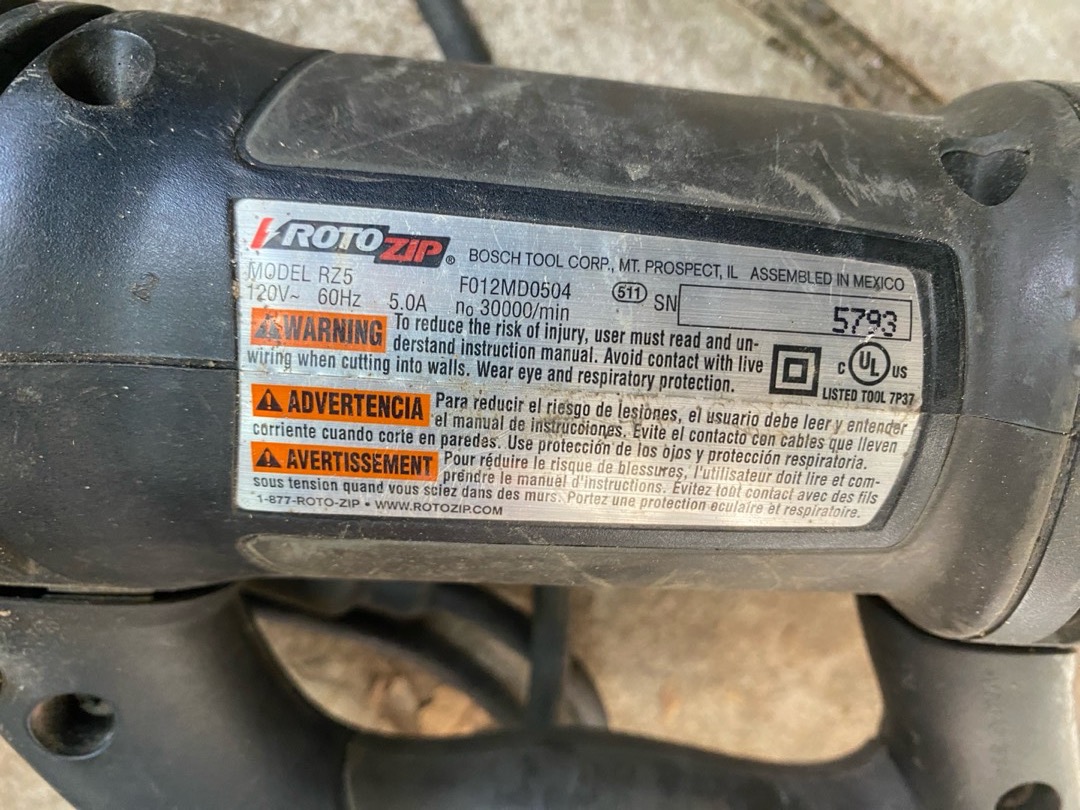 ROTOZIP® BOSCH TOOL CORP., MT. PROSPECT, IL ASSEMBLED IN MEXICO
MODEL RZ5 F012MD0504 511 SN 5793
120V~ 60Hz 5.0A no 30000/min
WARNING To reduce the risk of injury, user must read and un-
derstand instruction manual. Avoid contact with live
wiring when cutting into walls. Wear eye and respiratory protection.
C UL US
LISTED TOOL 7P37
ADVERTENCIA Para reducir el riesgo de lesiones, el usuario debe leer y entender
el manual de instrucciones. Evite el contacto con cables que lleven
corriente cuando corte en paredes. Use protección de los ojos y protección respiratoria.
AVERTISSEMENT Pour réduire le risque de blessures, l'utilisateur doit lire et com-
prendre le manuel d'instructions. Évitez tout contact avec des fils
sous tension quand vous sciez dans des murs. Portez une protection oculaire et respiratoire.
1-877-ROTO-ZIP • WWW.ROTOZIP.COM